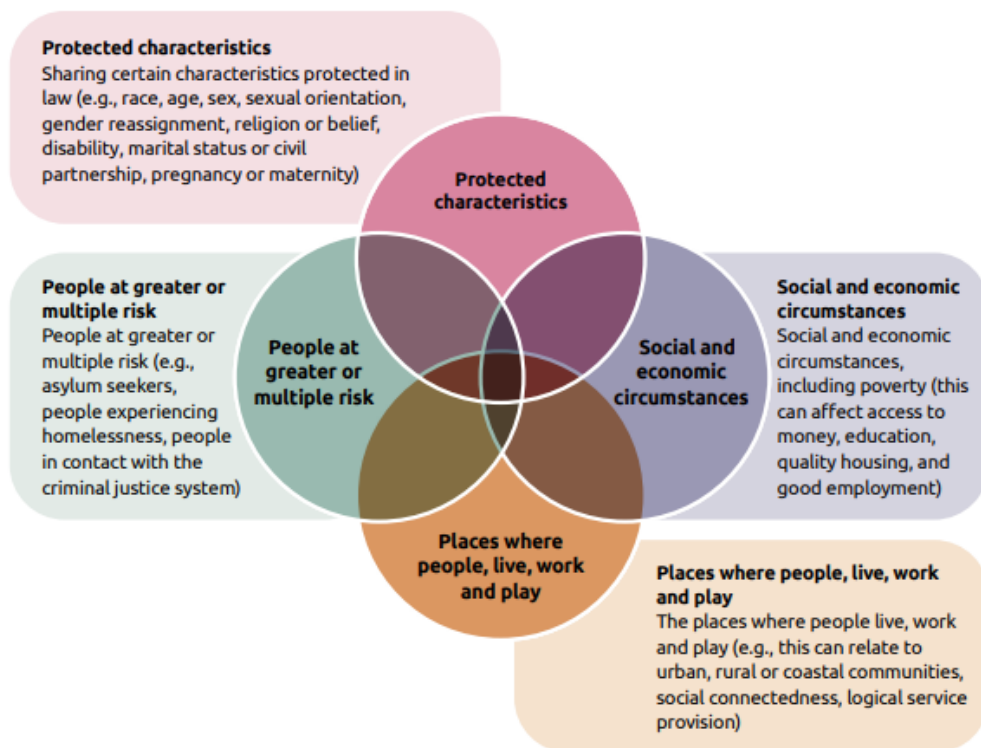 Protected characteristics
Sharing certain characteristics protected in
law (e.g., race, age, sex, sexual orientation,
gender reassignment, religion or belief,
disability, marital status or civil
partnership, pregnancy or maternity)
Protected
characteristics
People at greater or
multiple risk
People at greater or
multiple risk (e.g.,
asylum seekers,
people experiencing
homelessness, people
in contact with the
criminal justice system)
People at
greater or
multiple risk
Social and
economic
circumstances
Social and economic
circumstances
Social and economic
circumstances,
including poverty (this
can affect access to
money, education,
quality housing, and
good employment)
Places where
people, live, work
and play
Places where people, live, work
and play
The places where people live, work
and play (e.g., this can relate to
urban, rural or coastal communities,
social connectedness, logical service
provision)